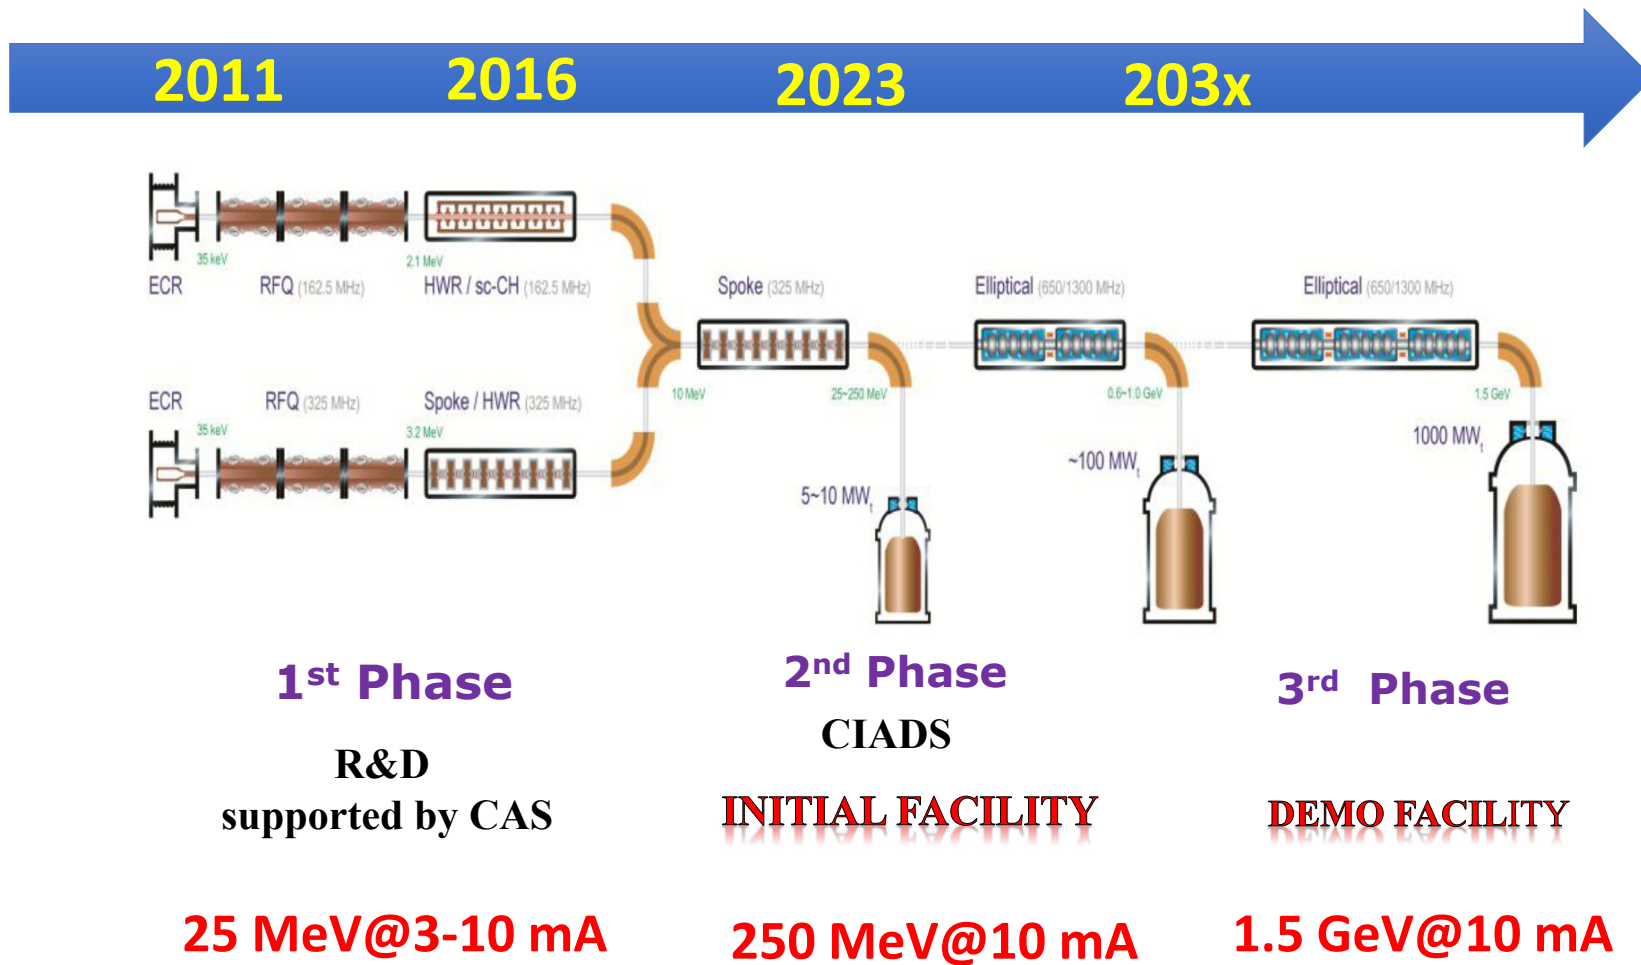 2011 2016 2023 203x
35 keV 2.1 MeV
ECR RFQ (162.5 MHz) HWR / sc-CH (162.5 MHz) Spoke (325 MHz) Elliptical (650/1300 MHz) Elliptical (650/1300 MHz)
10 MeV 25~250 MeV 0.6~1.0 GeV 1.5 GeV
ECR RFQ (325 MHz) Spoke / HWR (325 MHz)
35 keV 3.2 MeV
5~10 MWt ~100 MWt 1000 MWt
1st Phase 2nd Phase 3rd Phase
CIADS
R&D
supported by CAS
INITIAL FACILITY DEMO FACILITY
25 MeV@3-10 mA 250 MeV@10 mA 1.5 GeV@10 mA